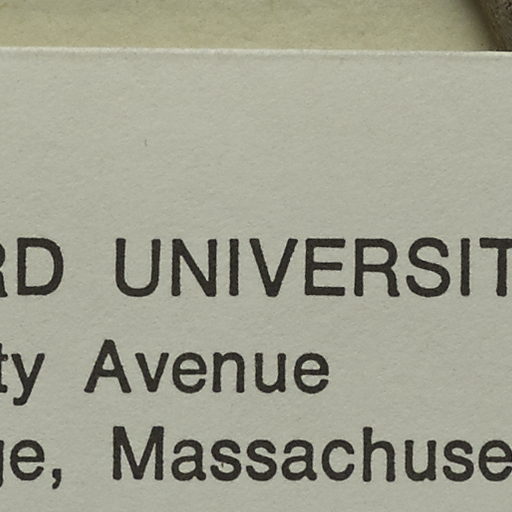 RD UNIVERSIT
ty Avenue
ge, Massachuse